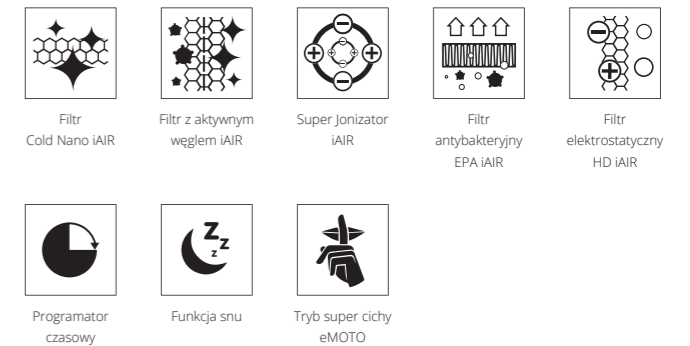 Filtr
Cold Nano iAIR
Filtr z aktywnym
węglem iAIR
Super Jonizator
iAIR
Filtr
antybakteryjny
EPA iAIR
Filtr
elektrostatyczny
HD iAIR
Z
Z
z
Programator
czasowy
Funkcja snu
Tryb super cichy
eMOTO